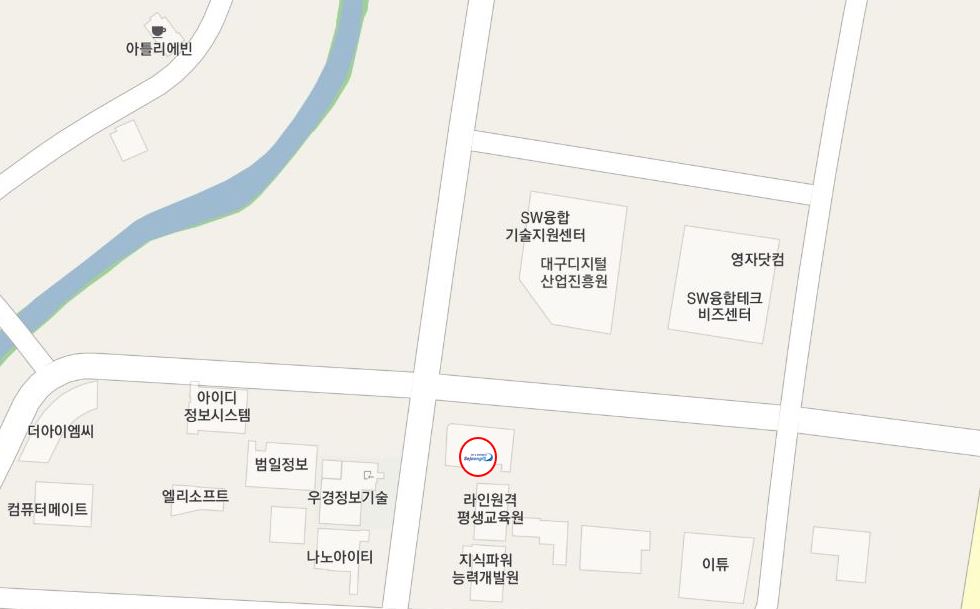 아틀리에빈
SW융합
기술지원센터
대구디지털
산업진흥원
영자닷컴
SW융합테크
비즈센터
아이디
정보시스템
더아이엠씨
범일정보
엘리소프트
우경정보기술
컴퓨터메이트
라인원격
평생교육원
나노아이티
지식파워
능력개발원
이튜